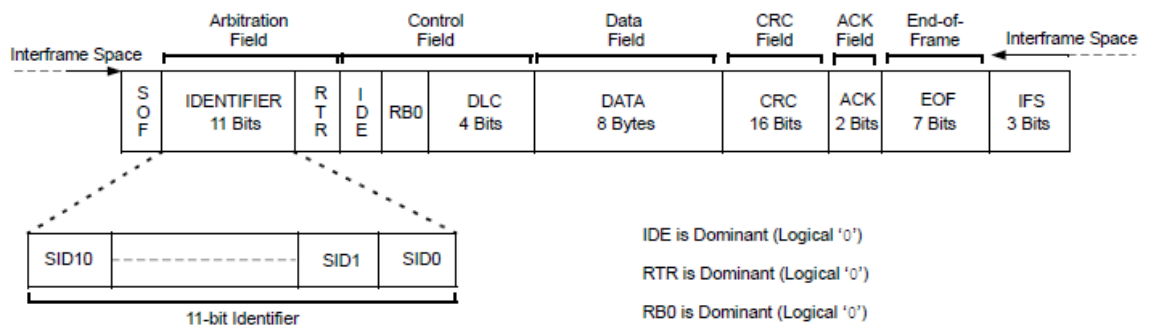 Arbitration Field
Control Field
Data Field
CRC Field
ACK Field
End-of-Frame
Interframe Space
Interframe Space
SOF
IDENTIFIER
11 Bits
RTR
IDE
RB0
DLC
4 Bits
DATA
8 Bytes
CRC
16 Bits
ACK
2 Bits
EOF
7 Bits
IFS
3 Bits
SID10
SID1
SID0
11-bit Identifier
IDE is Dominant (Logical ‘0’)
RTR is Dominant (Logical ‘0’)
RB0 is Dominant (Logical ‘0’)